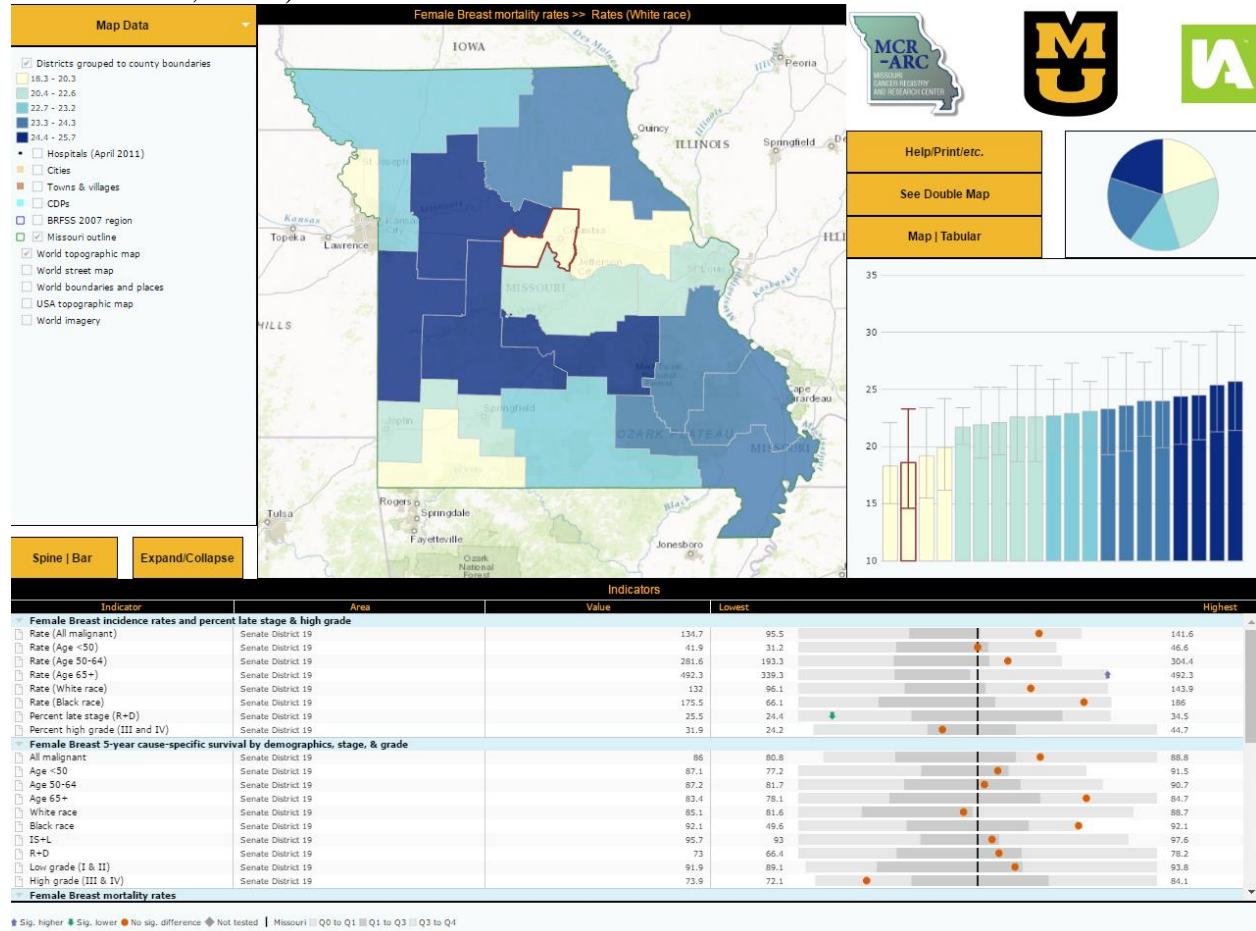 Map Data
Female Breast mortality rates >> Rates (White race)
Districts grouped to county boundaries
18.3 - 20.3
20.4 - 22.6
22.7 - 23.2
23.3 - 24.3
24.4 - 25.7
Hospitals (April 2011)
Cities
Towns & villages
CDPs
BRFSS 2007 region
Missouri outline
World topographic map
World street map
World boundaries and places
USA topographic map
World imagery
Spine | Bar
Expand/Collapse
IOWA
Des Moines
Peoria
Quincy
ILLINOIS
Springfield
St Joseph
Kansas
Topeka
Lawrence
Kansas City
Missouri
Columbia
Jefferson City
St Louis
MISSOURI
Kaskaskia
HILLS
Cape Girardeau
Springfield
Joplin
OZARK PLATEAU
Rogers
Springdale
Tulsa
Fayetteville
Black
Jonesboro
Ozark National Forest
MCR
-ARC
MISSOURI
CANCER REGISTRY
AND RESEARCH CENTER
MU
IA
Help/Print/etc.
See Double Map
Map | Tabular
35
30
25
20
15
10
Indicators
Indicator Area Value Lowest Highest
Female Breast incidence rates and percent late stage & high grade
Rate (All malignant) Senate District 19 134.7 95.5 141.6
Rate (Age <50) Senate District 19 41.9 31.2 46.6
Rate (Age 50-64) Senate District 19 281.6 193.3 304.4
Rate (Age 65+) Senate District 19 492.3 339.3 492.3
Rate (White race) Senate District 19 132 96.1 143.9
Rate (Black race) Senate District 19 175.5 66.1 186
Percent late stage (R+D) Senate District 19 25.5 24.4 34.5
Percent high grade (III and IV) Senate District 19 31.9 24.2 44.7
Female Breast 5-year cause-specific survival by demographics, stage, & grade
All malignant Senate District 19 86 80.8 88.8
Age <50 Senate District 19 87.1 77.2 91.5
Age 50-64 Senate District 19 87.2 81.7 90.7
Age 65+ Senate District 19 83.4 78.1 84.7
White race Senate District 19 85.1 81.6 88.7
Black race Senate District 19 92.1 49.6 92.1
IS+L Senate District 19 95.7 93 97.6
R+D Senate District 19 73 66.4 78.2
Low grade (I & II) Senate District 19 91.9 89.1 93.8
High grade (III & IV) Senate District 19 73.9 72.1 84.1
Female Breast mortality rates
Sig. higher Sig. lower No sig. difference Not tested Missouri Q0 to Q1 Q1 to Q3 Q3 to Q4